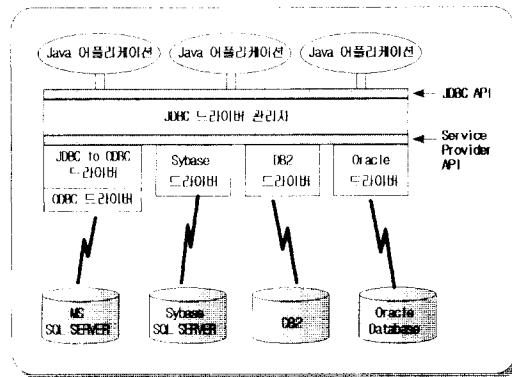 Java 어플리케이션
Java 어플리케이션
Java 어플리케이션
JDBC API
JDBC 드라이버 관리자
Service
Provider
API
JDBC to ODBC
드라이버
ODBC 드라이버
Sybase
드라이버
DB2
드라이버
Oracle
드라이버
MS
SQL SERVER
Sybase
SQL SERVER
DB2
Oracle
Database